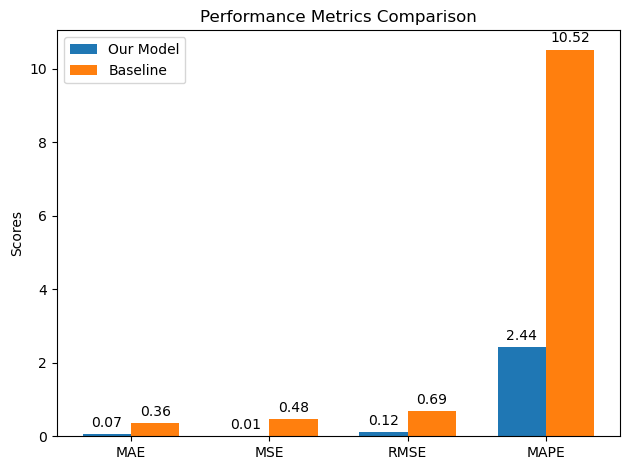 Performance Metrics Comparison
Our Model
Baseline
Scores
10
8
6
4
2
0
0.07
0.36
0.01
0.48
0.12
0.69
2.44
10.52
MAE
MSE
RMSE
MAPE